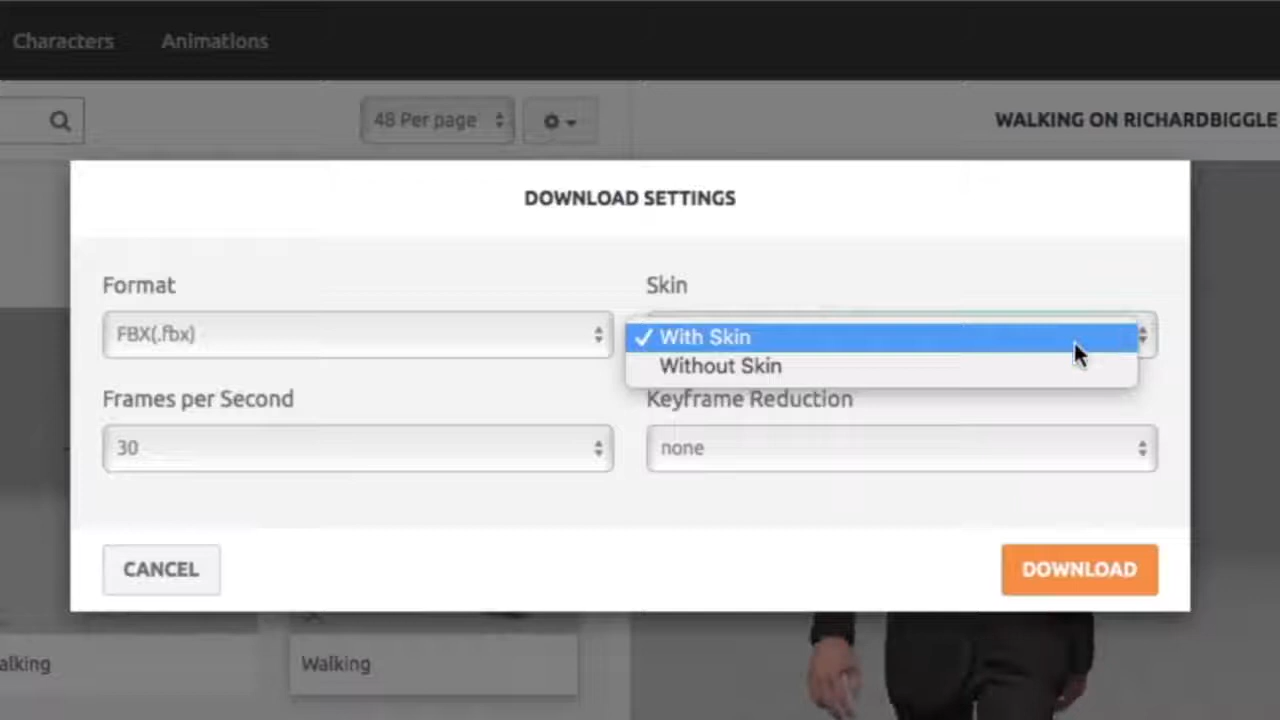 Characters Animations
48 Per page
WALKING ON RICHARDBIGGLE
DOWNLOAD SETTINGS
Format Skin
FBX(.fbx)
✓ With Skin
Without Skin
Frames per Second Keyframe Reduction
30 none
CANCEL DOWNLOAD
alking Walking